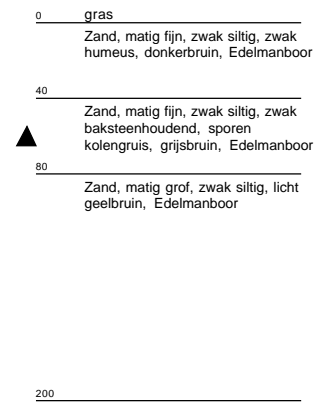 0 gras
Zand, matig fijn, zwak siltig, zwak
humeus, donkerbruin, Edelmanboor
40
Zand, matig fijn, zwak siltig, zwak
baksteenhoudend, sporen
kolengruis, grijsbruin, Edelmanboor
80
Zand, matig grof, zwak siltig, licht
geelbruin, Edelmanboor
200